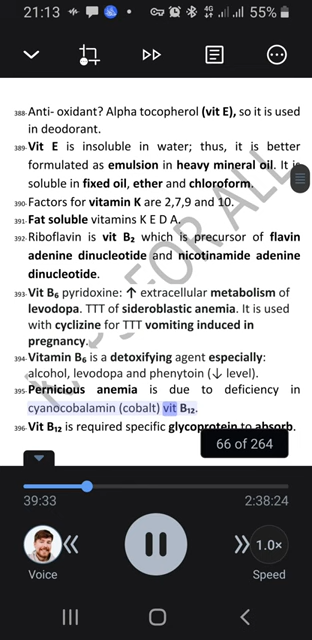 21:13
4G
55%
388- Anti- oxidant? Alpha tocopherol (vit E), so it is used
in deodorant.
389- Vit E is insoluble in water; thus, it is better
formulated as emulsion in heavy mineral oil. It is
soluble in fixed oil, ether and chloroform.
390- Factors for vitamin K are 2,7,9 and 10.
391- Fat soluble vitamins K E D A.
392- Riboflavin is vit B₂ which is precursor of flavin
adenine dinucleotide and nicotinamide adenine
dinucleotide.
393- Vit B₆ pyridoxine: ↑ extracellular metabolism of
levodopa. TTT of sideroblastic anemia. It is used
with cyclizine for TTT vomiting induced in
pregnancy.
394- Vitamin B₆ is a detoxifying agent especially:
alcohol, levodopa and phenytoin (↓ level).
395- Pernicious anemia is due to deficiency in
cyanocobalamin (cobalt) vit B₁₂.
396- Vit B₁₂ is required specific glycoprotein to absorb.
66 of 264
39:33
2:38:24
1.0×
Voice
Speed
FOR ALL